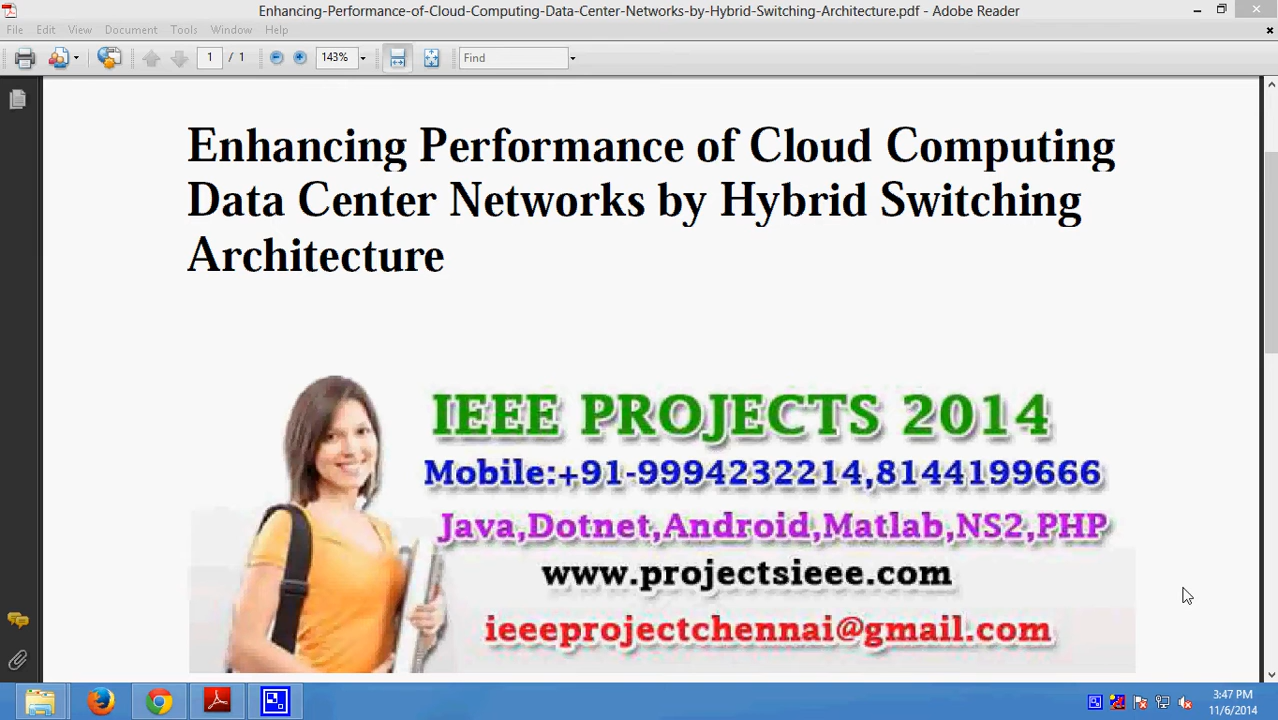 Enhancing-Performance-of-Cloud-Computing-Data-Center-Networks-by-Hybrid-Switching-Architecture.pdf - Adobe Reader
File Edit View Document Tools Window Help
1 / 1 143% Find
Enhancing Performance of Cloud Computing
Data Center Networks by Hybrid Switching
Architecture
IEEE PROJECTS 2014
Mobile:+91-9994232214,8144199666
Java,Dotnet,Android,Matlab,NS2,PHP
www.projectsieee.com
ieeeprojectchennai@gmail.com
3:47 PM
11/6/2014